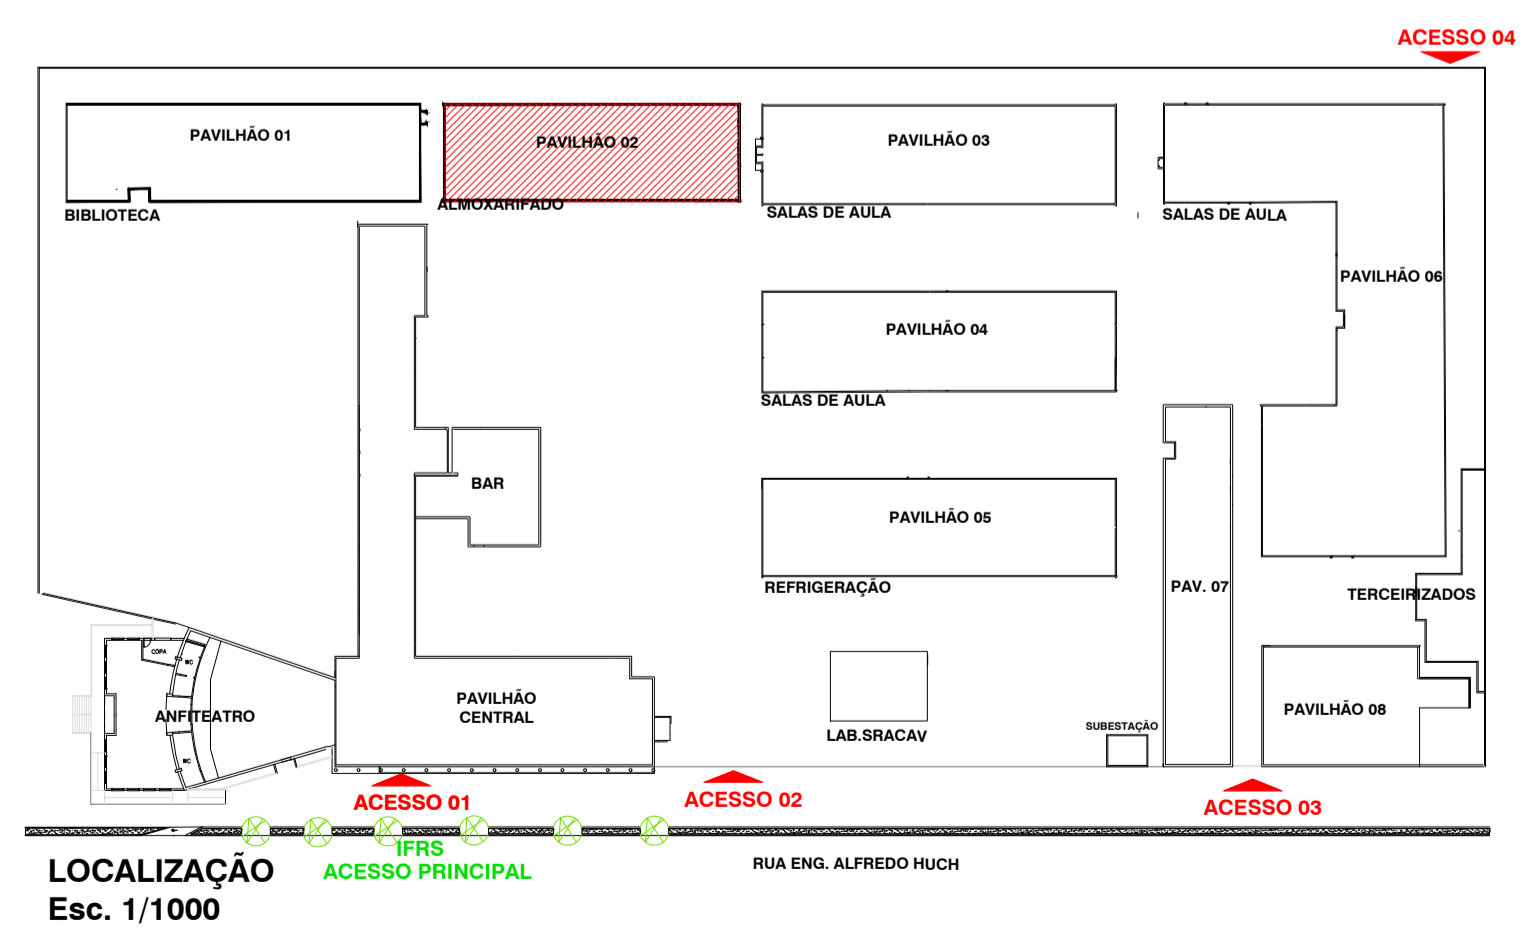 ACESSO 04
PAVILHÃO 01
PAVILHÃO 02
PAVILHÃO 03
BIBLIOTECA
ALMOXARIFADO
SALAS DE AULA
SALAS DE AULA
PAVILHÃO 06
PAVILHÃO 04
SALAS DE AULA
BAR
PAVILHÃO 05
REFRIGERAÇÃO
PAV. 07
TERCEIRIZADOS
COPA
WC
ANFITEATRO
WC
PAVILHÃO
CENTRAL
LAB.SRACAV
SUBESTAÇÃO
PAVILHÃO 08
ACESSO 01
ACESSO 02
ACESSO 03
IFRS
ACESSO PRINCIPAL
RUA ENG. ALFREDO HUCH
LOCALIZAÇÃO
Esc. 1/1000